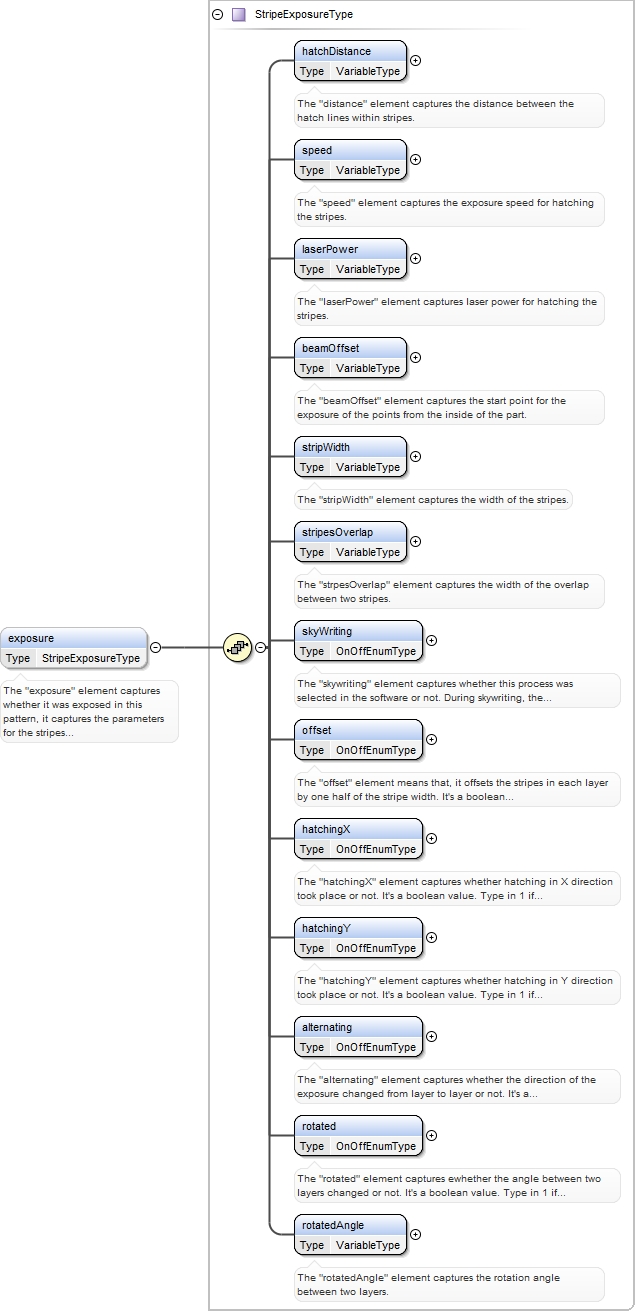 StripeExposureType
hatchDistance
Type VariableType
The "distance" element captures the distance between the
hatch lines within stripes.
speed
Type VariableType
The "speed" element captures the exposure speed for hatching
the stripes.
laserPower
Type VariableType
The "laserPower" element captures laser power for hatching the
stripes.
beamOffset
Type VariableType
The "beamOffset" element captures the start point for the
exposure of the points from the inside of the part.
stripWidth
Type VariableType
The "stripWidth" element captures the width of the stripes.
stripesOverlap
Type VariableType
The "strpesOverlap" element captures the width of the overlap
between two stripes.
exposure
Type StripeExposureType
The "exposure" element captures
whether it was exposed in this
pattern, it captures the parameters
for the stripes...
skyWriting
Type OnOffEnumType
The "skywriting" element captures whether this process was
selected in the software or not. During skywriting, the...
offset
Type OnOffEnumType
The "offset" element means that, it offsets the stripes in each layer
by one half of the stripe width. It's a boolean...
hatchingX
Type OnOffEnumType
The "hatchingX" element captures whether hatching in X direction
took place or not. It's a boolean value. Type in 1 if...
hatchingY
Type OnOffEnumType
The "hatchingY" element captures whether hatching in Y direction
took place or not. It's a boolean value. Type in 1 if...
alternating
Type OnOffEnumType
The "alternating" element captures whether the direction of the
exposure changed from layer to layer or not. It's a...
rotated
Type OnOffEnumType
The "rotated" element captures ewhether the angle between two
layers changed or not. It's a boolean value. Type in 1 if...
rotatedAngle
Type VariableType
The "rotatedAngle" element captures the rotation angle
between two layers.